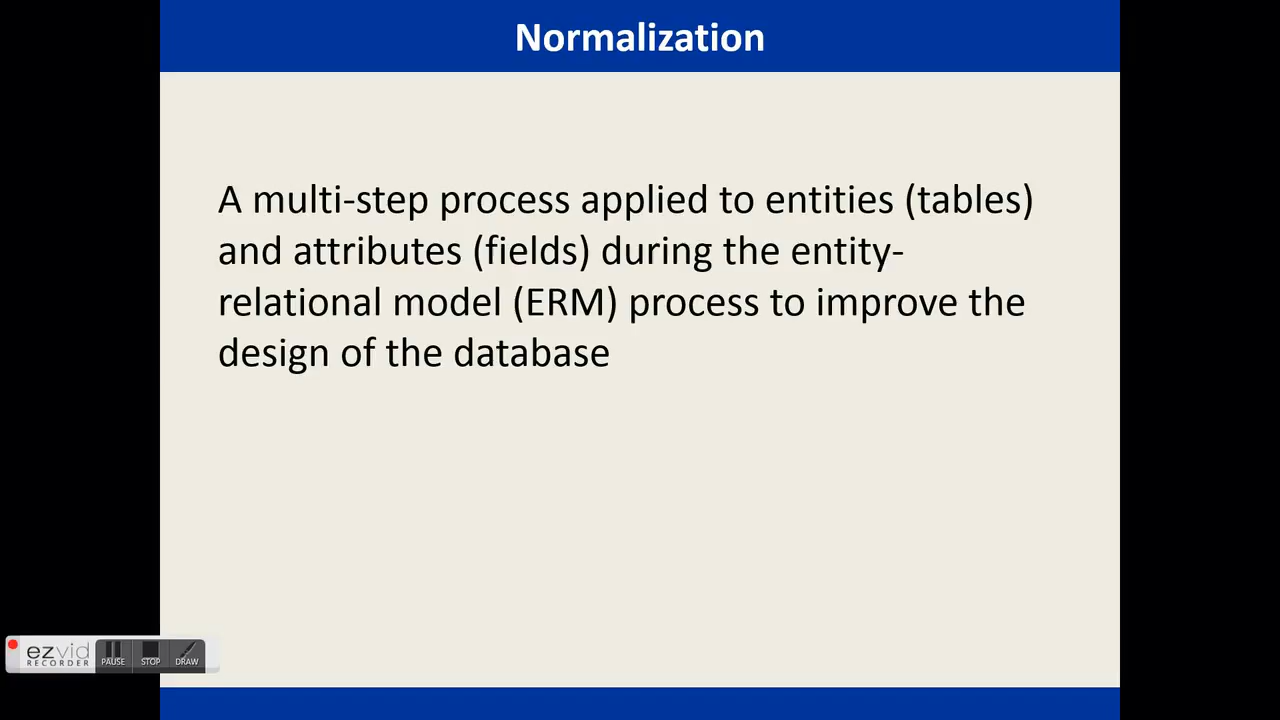 Normalization
A multi-step process applied to entities (tables)
and attributes (fields) during the entity-
relational model (ERM) process to improve the
design of the database
ezvid
RECORDER
PAUSE STOP DRAW